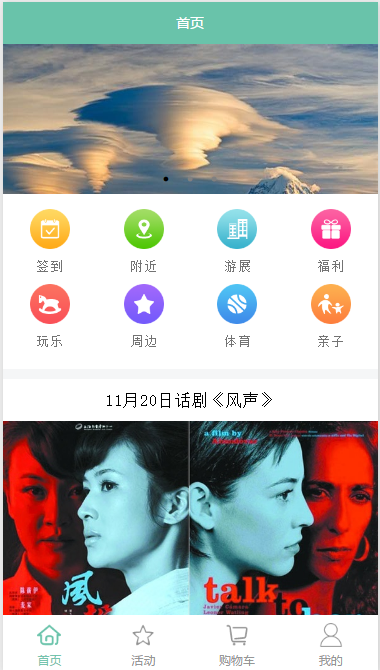 首页
签到 附近 游展 福利
玩乐 周边 体育 亲子
11月20日话剧《风声》
a film by
風
talk
首页 活动 购物车 我的